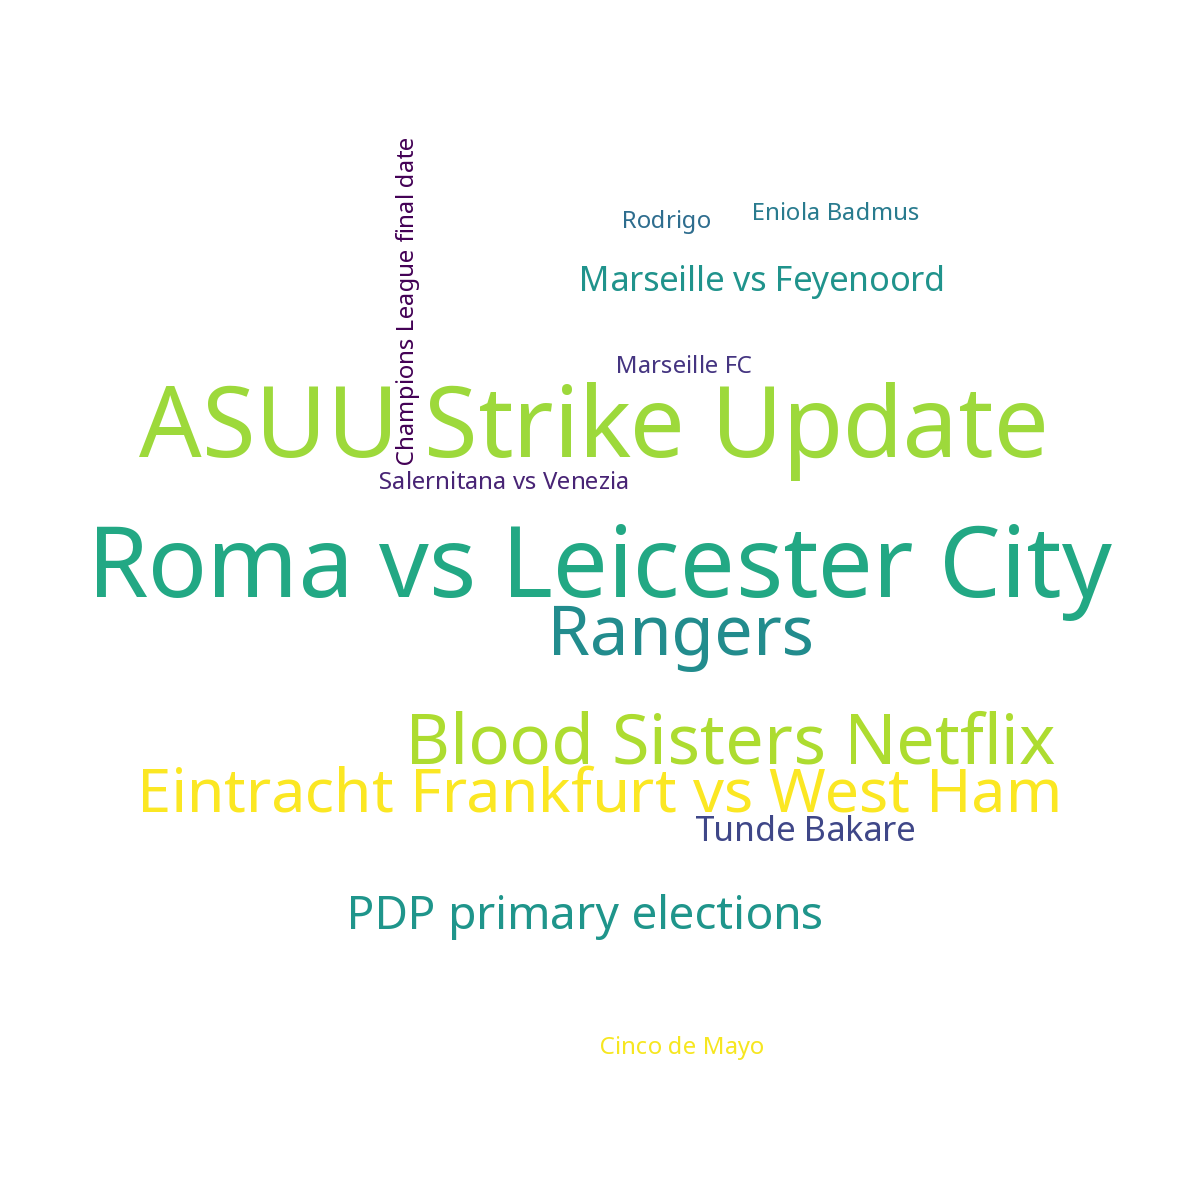 Champions League final date
Rodrigo
Eniola Badmus
Marseille vs Feyenoord
Marseille FC
ASUU Strike Update
Salernitana vs Venezia
Roma vs Leicester City
Rangers
Blood Sisters Netflix
Eintracht Frankfurt vs West Ham
Tunde Bakare
PDP primary elections
Cinco de Mayo